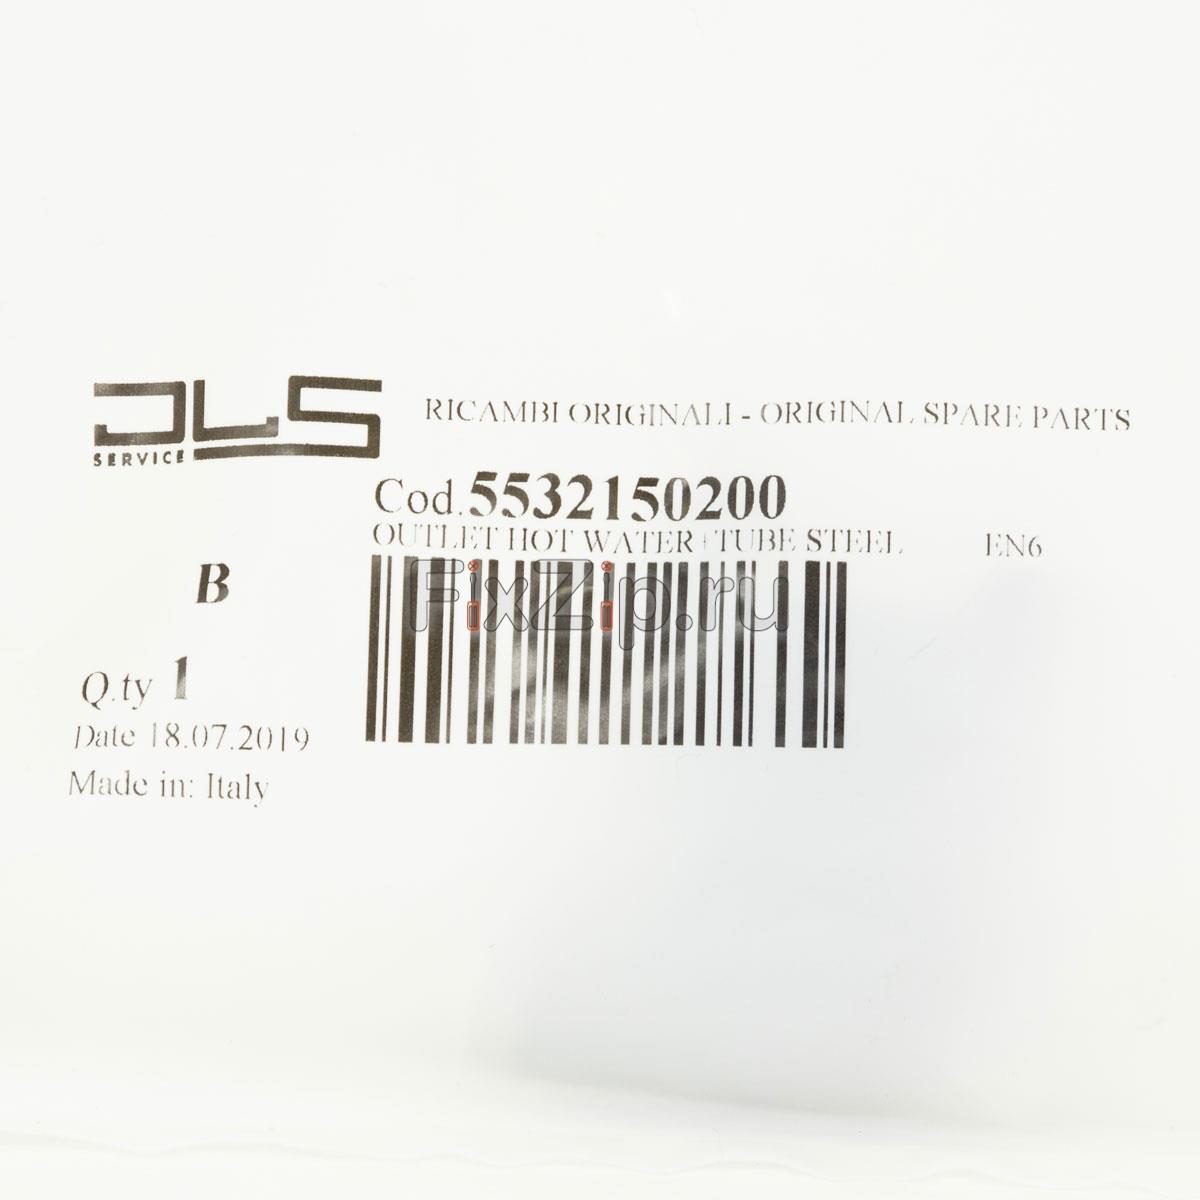 DLS
SERVICE
RICAMBI ORIGINALI - ORIGINAL SPARE PARTS
Cod.5532150200
OUTLET HOT WATER+TUBE STEEL EN6
FixZip.ru
B
Q.ty 1
Date 18.07.2019
Made in: Italy